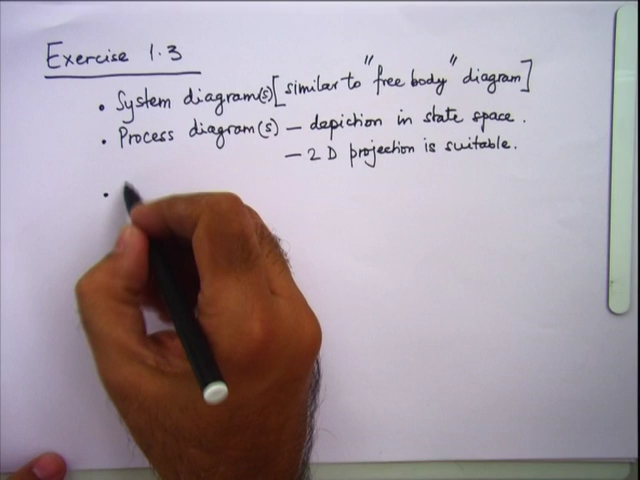 Exercise 1.3
• System diagram(s) [similar to "free body" diagram]
• Process diagram(s) – depiction in state space.
– 2D projection is suitable.
•